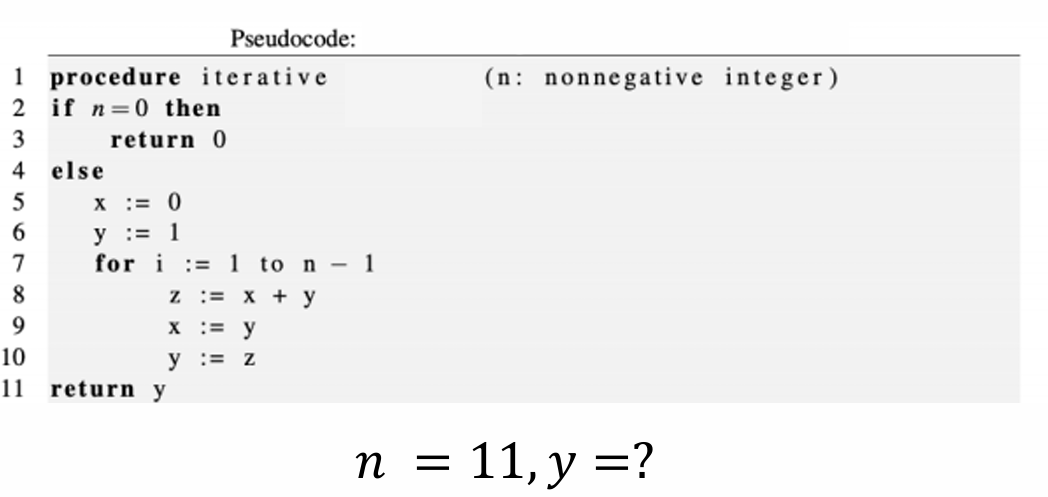 Pseudocode:
1 procedure iterative (n: nonnegative integer)
2 if n=0 then
3 return 0
4 else
5 x := 0
6 y := 1
7 for i := 1 to n − 1
8 z := x + y
9 x := y
10 y := z
11 return y
n = 11, y =?